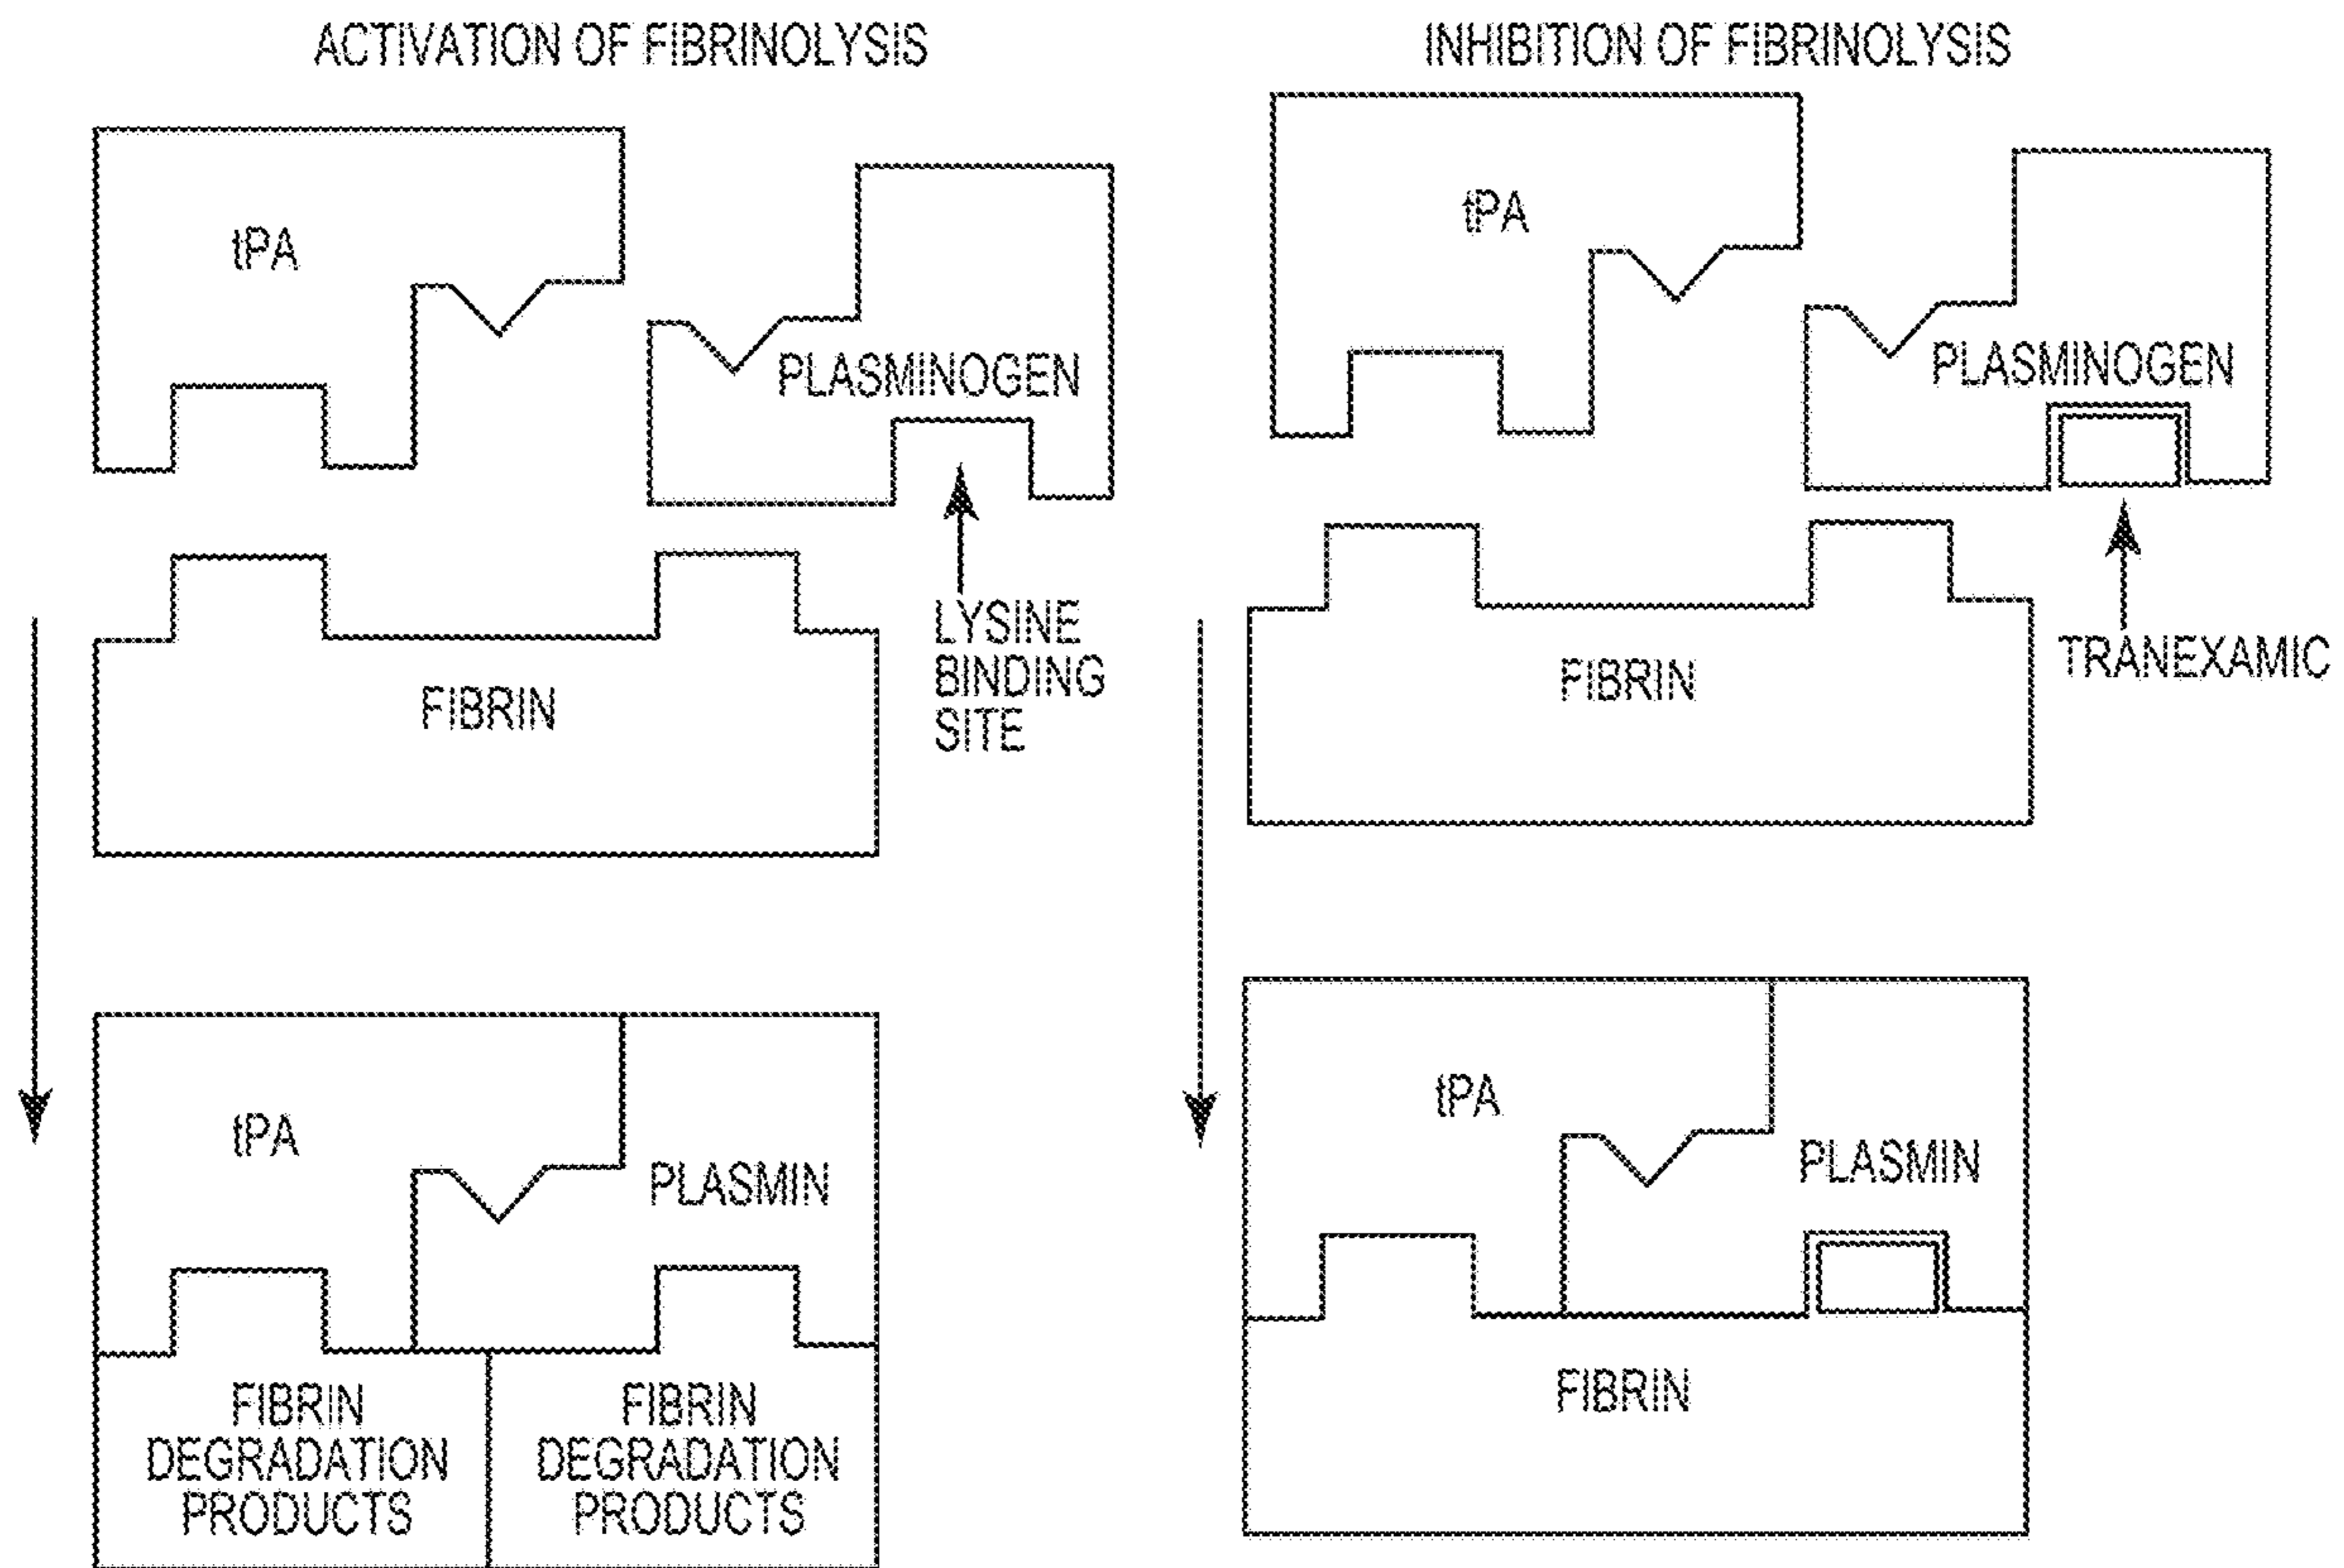 ACTIVATION OF FIBRINOLYSIS
tPA
PLASMINOGEN
LYSINE
BINDING
SITE
FIBRIN
tPA
PLASMIN
FIBRIN
DEGRADATION
PRODUCTS
FIBRIN
DEGRADATION
PRODUCTS
INHIBITION OF FIBRINOLYSIS
tPA
PLASMINOGEN
TRANEXAMIC
FIBRIN
tPA
PLASMIN
FIBRIN